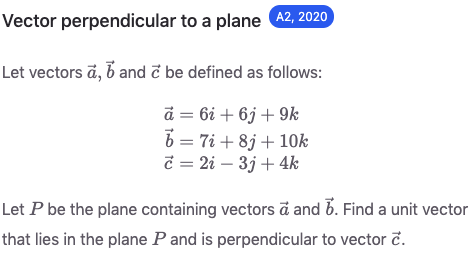 Vector perpendicular to a plane A2, 2020
Let vectors $\vec{a}, \vec{b}$ and $\vec{c}$ be defined as follows:
$\vec{a} = 6i + 6j + 9k$
$\vec{b} = 7i + 8j + 10k$
$\vec{c} = 2i - 3j + 4k$
Let $P$ be the plane containing vectors $\vec{a}$ and $\vec{b}$. Find a unit vector
that lies in the plane $P$ and is perpendicular to vector $\vec{c}$.